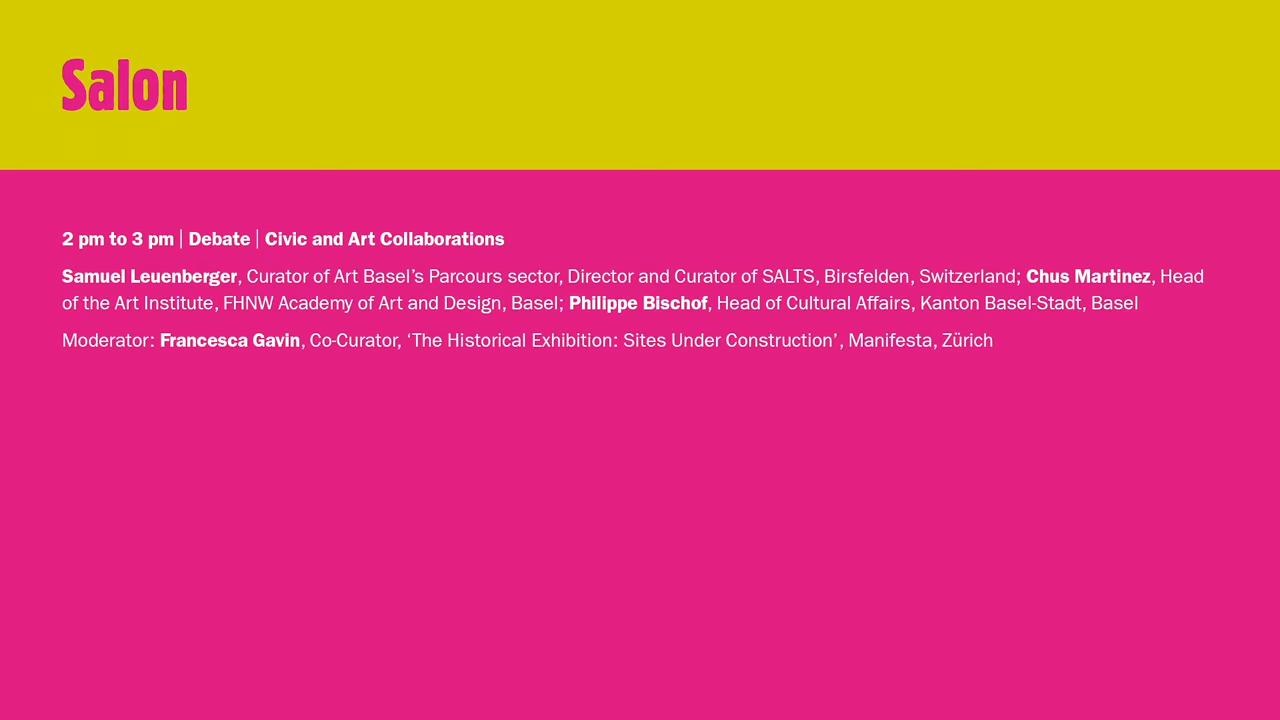 Salon
2 pm to 3 pm | Debate | Civic and Art Collaborations
Samuel Leuenberger, Curator of Art Basel’s Parcours sector, Director and Curator of SALTS, Birsfelden, Switzerland; Chus Martinez, Head
of the Art Institute, FHNW Academy of Art and Design, Basel; Philippe Bischof, Head of Cultural Affairs, Kanton Basel-Stadt, Basel
Moderator: Francesca Gavin, Co-Curator, ‘The Historical Exhibition: Sites Under Construction’, Manifesta, Zürich